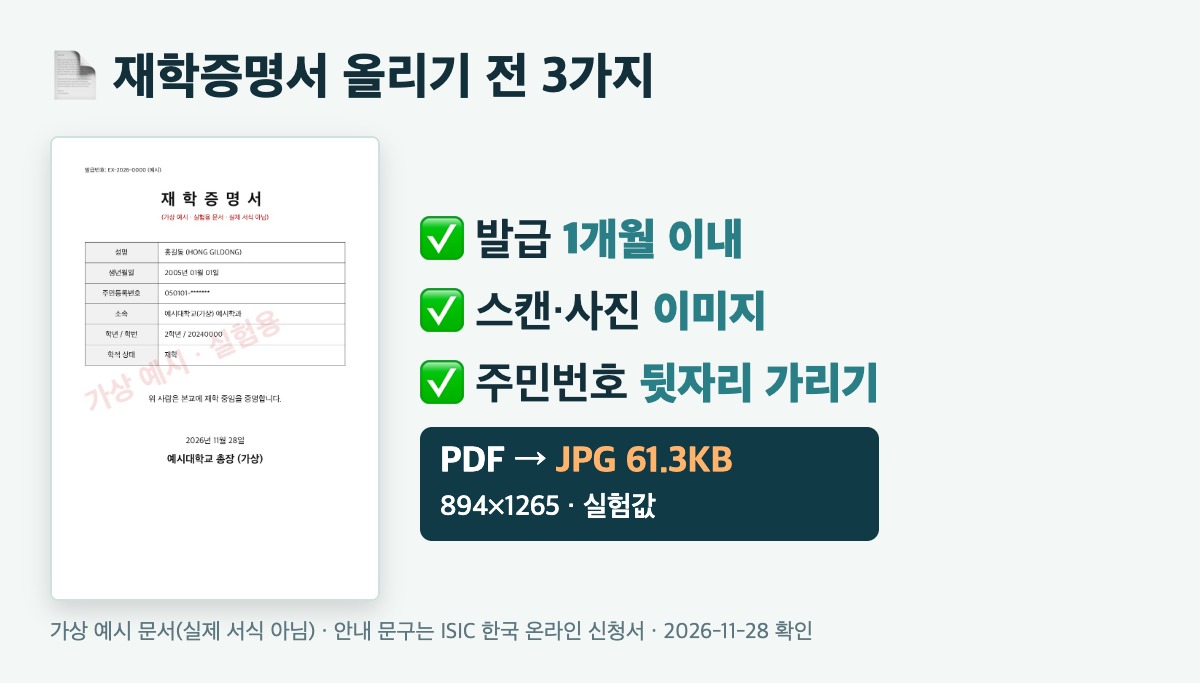 재학증명서 올리기 전 3가지
발급번호: EX-2026-0000 (예시)
재 학 증 명 서
(가상 예시 · 실험용 문서 · 실제 서식 아님)
성명 홍길동 (HONG GILDONG)
생년월일 2005년 01월 01일
주민등록번호 050101-*******
소속 예시대학교(가상) 예시학과
학년 / 학번 2학년 / 20240000
학적 상태 재학
가상 예시 · 실험용
위 사람은 본교에 재학 중임을 증명합니다.
2026년 11월 28일
예시대학교 총장 (가상)
발급 1개월 이내
스캔·사진 이미지
주민번호 뒷자리 가리기
PDF → JPG 61.3KB
894×1265 · 실험값
가상 예시 문서(실제 서식 아님) · 안내 문구는 ISIC 한국 온라인 신청서 · 2026-11-28 확인